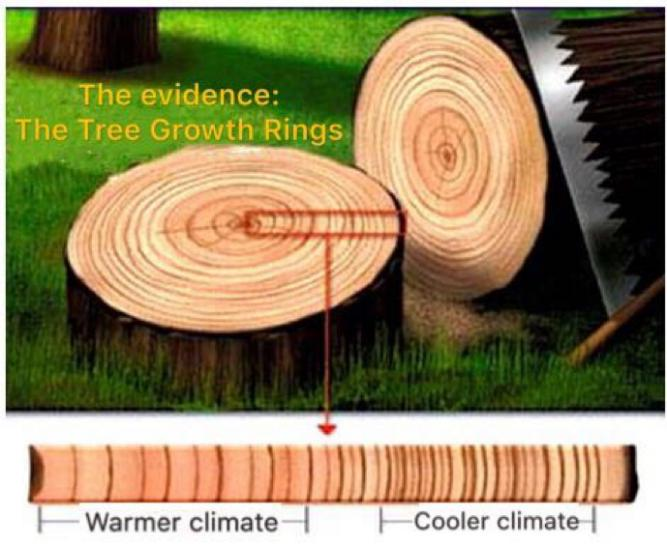 The evidence:
The Tree Growth Rings
Warmer climate
Cooler climate